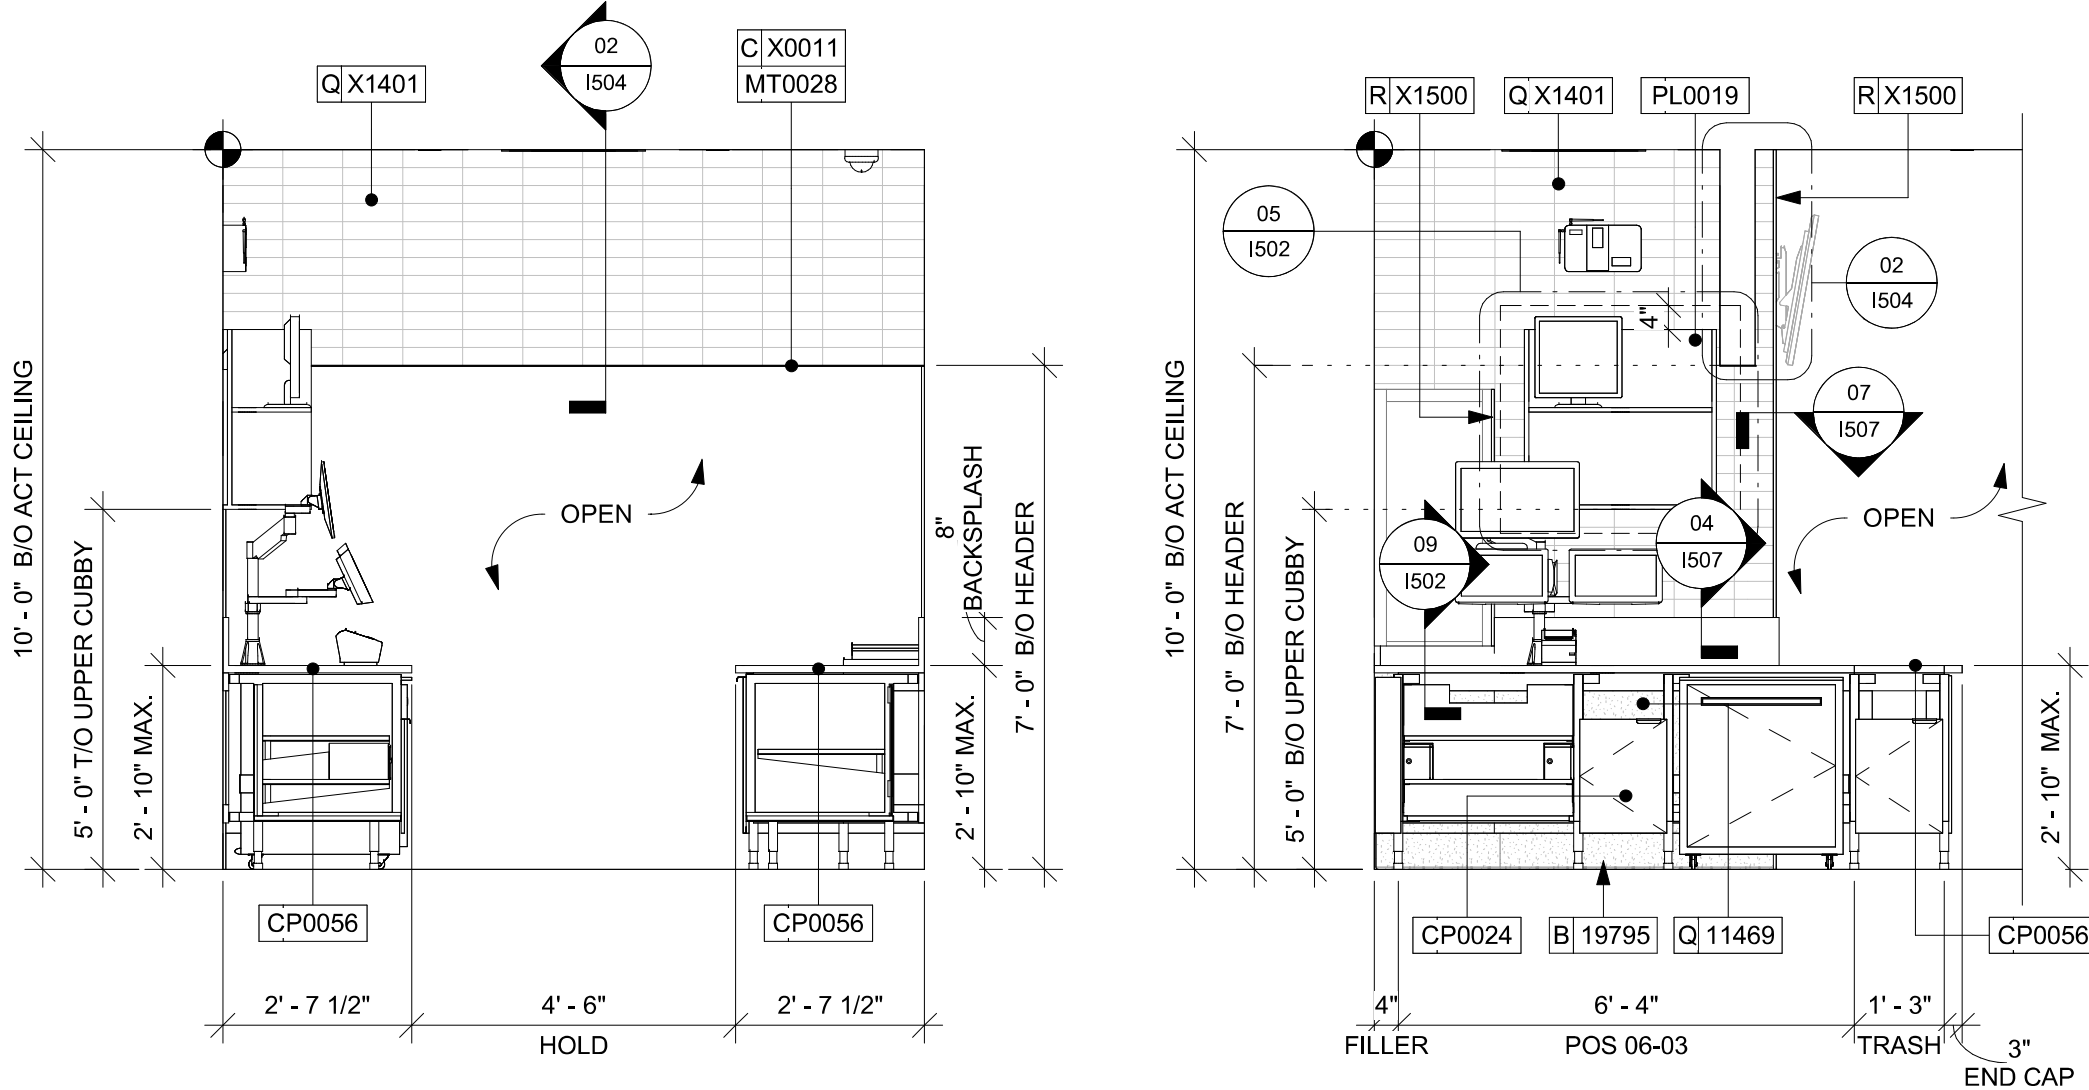 02
I504
C X0011
MT0028
Q X1401
10' - 0" B/O ACT CEILING
5' - 0" T/O UPPER CUBBY
2' - 10" MAX.
OPEN
8"
BACKSPLASH
2' - 10" MAX.
7' - 0" B/O HEADER
CP0056
CP0056
2' - 7 1/2"
4' - 6"
2' - 7 1/2"
HOLD
R X1500
Q X1401
PL0019
R X1500
05
I502
02
I504
4"
07
I507
10' - 0" B/O ACT CEILING
7' - 0" B/O HEADER
5' - 0" B/O UPPER CUBBY
09
I502
04
I507
OPEN
2' - 10" MAX.
CP0024
B 19795
Q 11469
CP0056
4"
6' - 4"
1' - 3"
FILLER
POS 06-03
TRASH
3"
END CAP